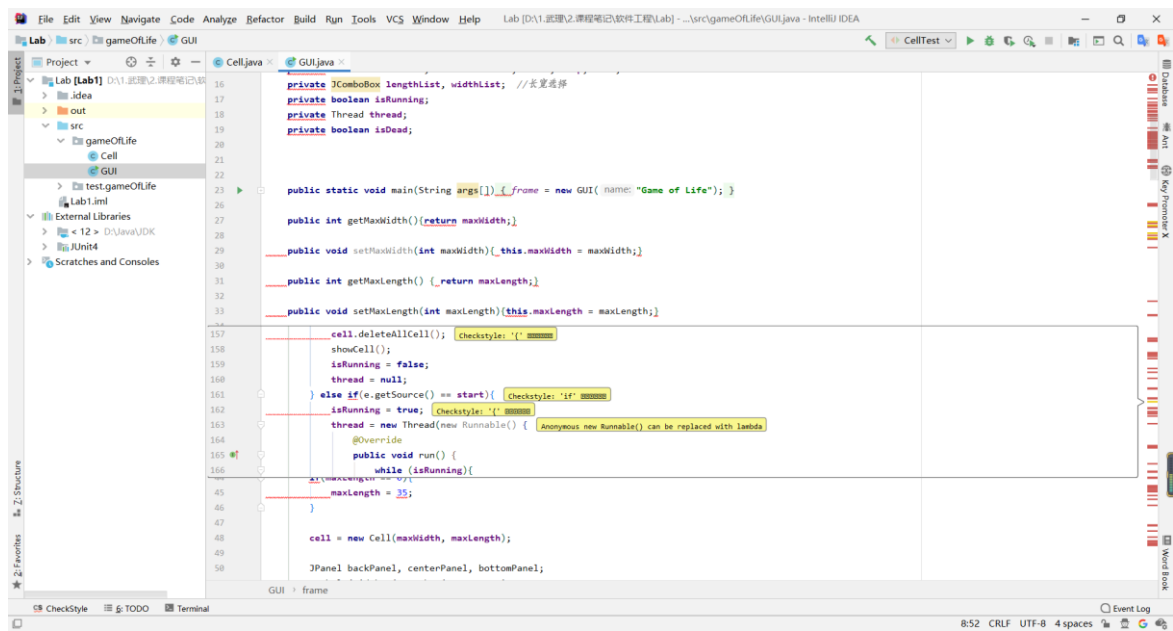 File Edit View Navigate Code Analyze Refactor Build Run Tools VCS Window Help Lab [D:\1.武理\2.课程笔记\软件工程\Lab] - ...\src\gameOfLife\GUI.java - IntelliJ IDEA
Lab src gameOfLife GUI CellTest
Project Cell.java GUI.java
1: Project
Lab [Lab1] D:\1.武理\2.课程笔记\软
.idea
out
src
gameOfLife
Cell
GUI
test.gameOfLife
Lab1.iml
External Libraries
< 12 > D:\Java\JDK
JUnit4
Scratches and Consoles
16 private JComboBox lengthList, widthList; //长宽选择
17 private boolean isRunning;
18 private Thread thread;
19 private boolean isDead;
20
21
22
23 public static void main(String args[]) { frame = new GUI( name: "Game of Life"); }
26
27 public int getMaxWidth(){return maxWidth;}
28
29 public void setMaxWidth(int maxWidth){ this.maxWidth = maxWidth;}
30
31 public int getMaxLength() { return maxLength;}
32
33 public void setMaxLength(int maxLength){this.maxLength = maxLength;}
157 cell.deleteAllCell(); Checkstyle: '{'
158 showCell();
159 isRunning = false;
160 thread = null;
161 } else if(e.getSource() == start){ Checkstyle: 'if'
162 isRunning = true; Checkstyle: '{'
163 thread = new Thread(new Runnable() { Anonymous new Runnable() can be replaced with lambda
164 @Override
165 public void run() {
166 while (isRunning){
45 maxLength = 35;
46 }
47
48 cell = new Cell(maxWidth, maxLength);
49
50 JPanel backPanel, centerPanel, bottomPanel;
GUI › frame
Database
Ant
Key Promoter X
Word Book
Z: Structure
2: Favorites
CheckStyle 6: TODO Terminal Event Log
8:52 CRLF UTF-8 4 spaces